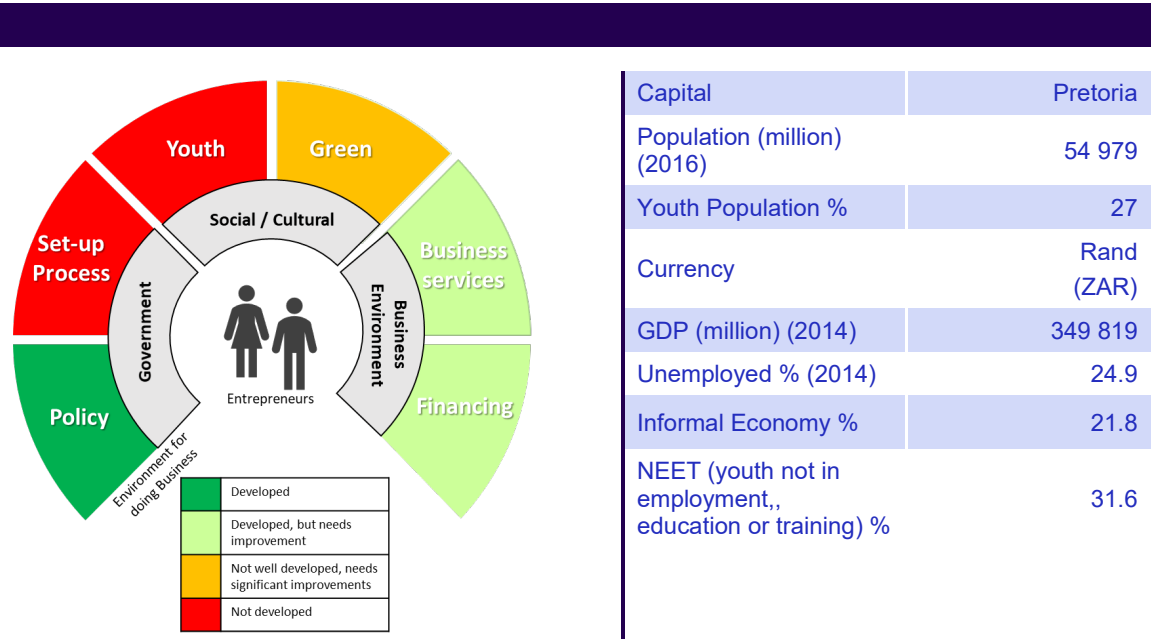 Youth
Green
Set-up
Process
Business
services
Policy
Financing
Social / Cultural
Government
Business
Environment
Entrepreneurs
Environment for
doing Business
Developed
Developed, but needs
improvement
Not well developed, needs
significant improvements
Not developed
Capital
Pretoria
Population (million)
(2016)
54 979
Youth Population %
27
Currency
Rand
(ZAR)
GDP (million) (2014)
349 819
Unemployed % (2014)
24.9
Informal Economy %
21.8
NEET (youth not in
employment,,
education or training) %
31.6